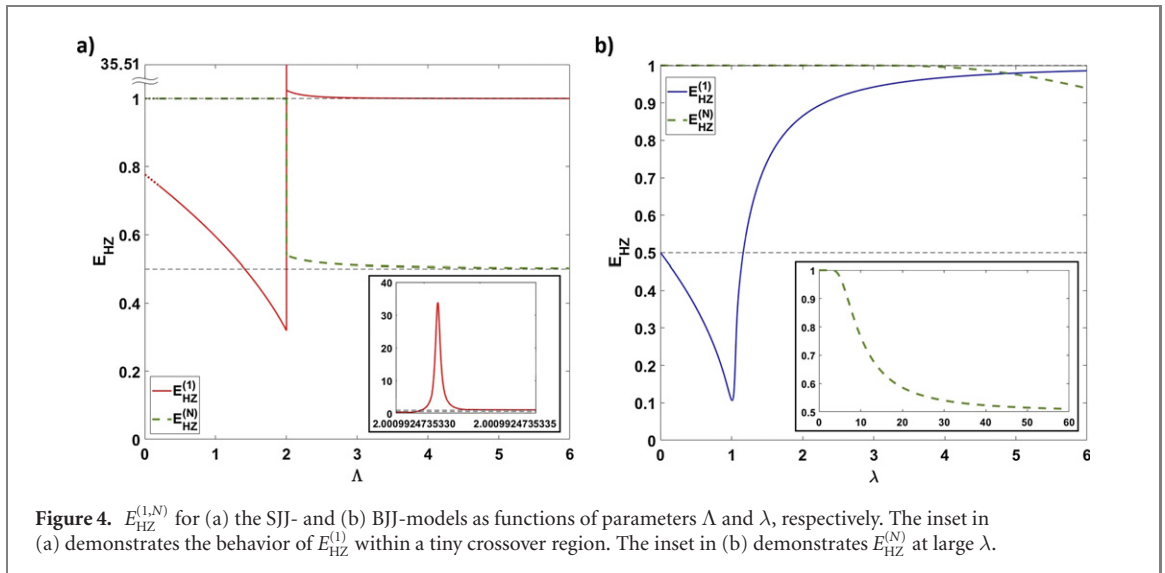 a)
35.51
1
0.8
0.6
0.4
0.2
0
E_HZ
E_HZ^(1)
E_HZ^(N)
0 1 2 3 4 5 6
Λ
40
30
20
10
0
2.0009924735330 2.0009924735335
b)
1
0.9
0.8
0.7
0.6
0.5
0.4
0.3
0.2
0.1
0
E_HZ
E_HZ^(1)
E_HZ^(N)
0 1 2 3 4 5 6
λ
1
0.9
0.8
0.7
0.6
0.5
0 10 20 30 40 50 60
Figure 4. E_HZ^(1,N) for (a) the SJJ- and (b) BJJ-models as functions of parameters Λ and λ, respectively. The inset in
(a) demonstrates the behavior of E_HZ^(1) within a tiny crossover region. The inset in (b) demonstrates E_HZ^(N) at large λ.